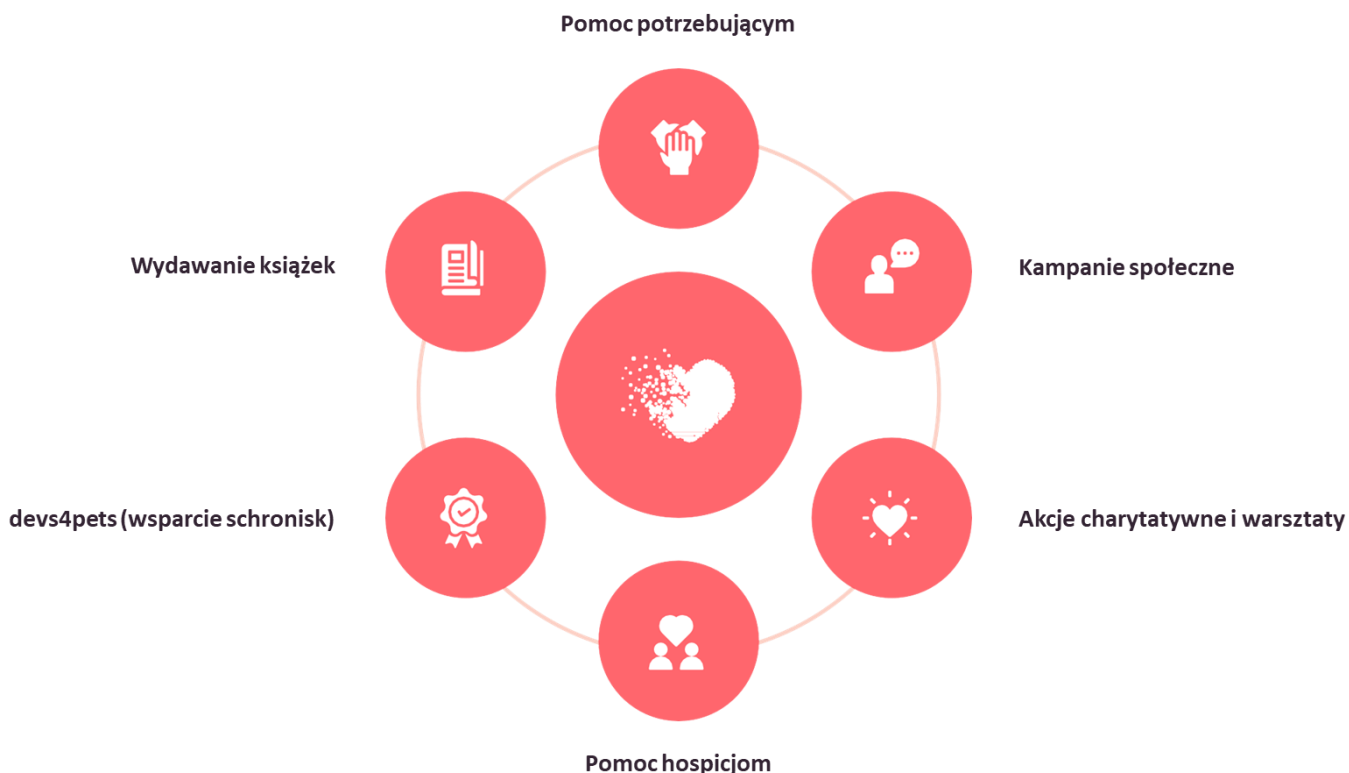 Pomoc potrzebującym
Wydawanie książek
Kampanie społeczne
devs4pets (wsparcie schronisk)
Akcje charytatywne i warsztaty
Pomoc hospicjom